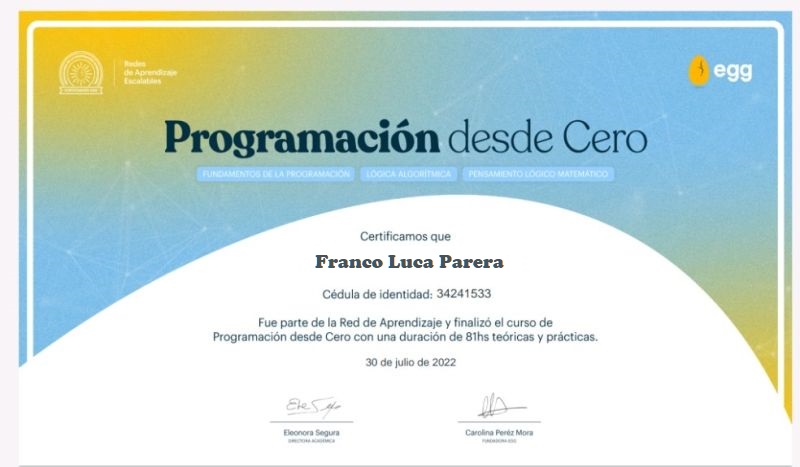 Redes
de Aprendizaje
Escalables
egg
Programación desde Cero
FUNDAMENTOS DE LA PROGRAMACIÓN LÓGICA ALGORÍTMICA PENSAMIENTO LÓGICO MATEMÁTICO
Certificamos que
Franco Luca Parera
Cédula de identidad: 34241533
Fue parte de la Red de Aprendizaje y finalizó el curso de
Programación desde Cero con una duración de 81hs teóricas y prácticas.
30 de julio de 2022
Eleonora Segura Carolina Peréz Mora
DIRECTORA ACADÉMICA FUNDADORA EGG